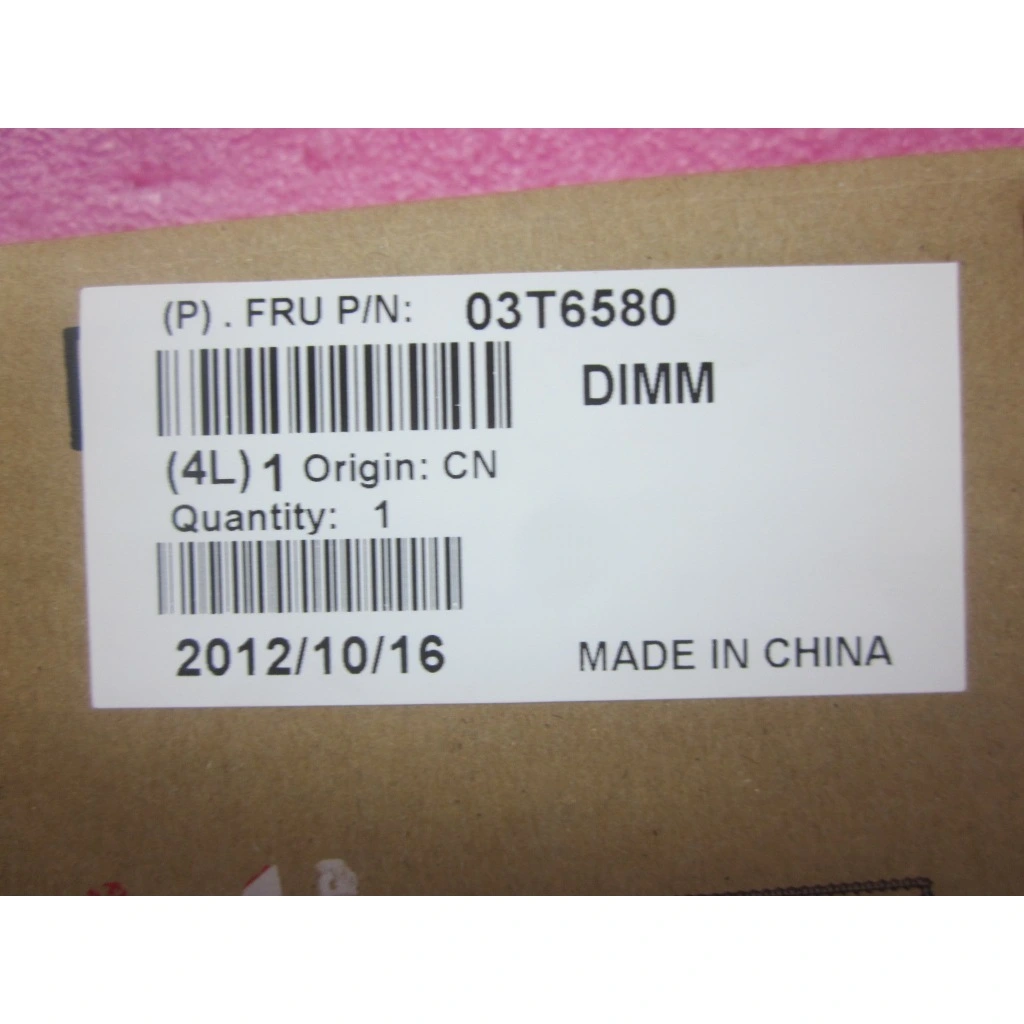 (P) . FRU P/N: 03T6580
DIMM
(4L) 1 Origin: CN
Quantity: 1
2012/10/16
MADE IN CHINA